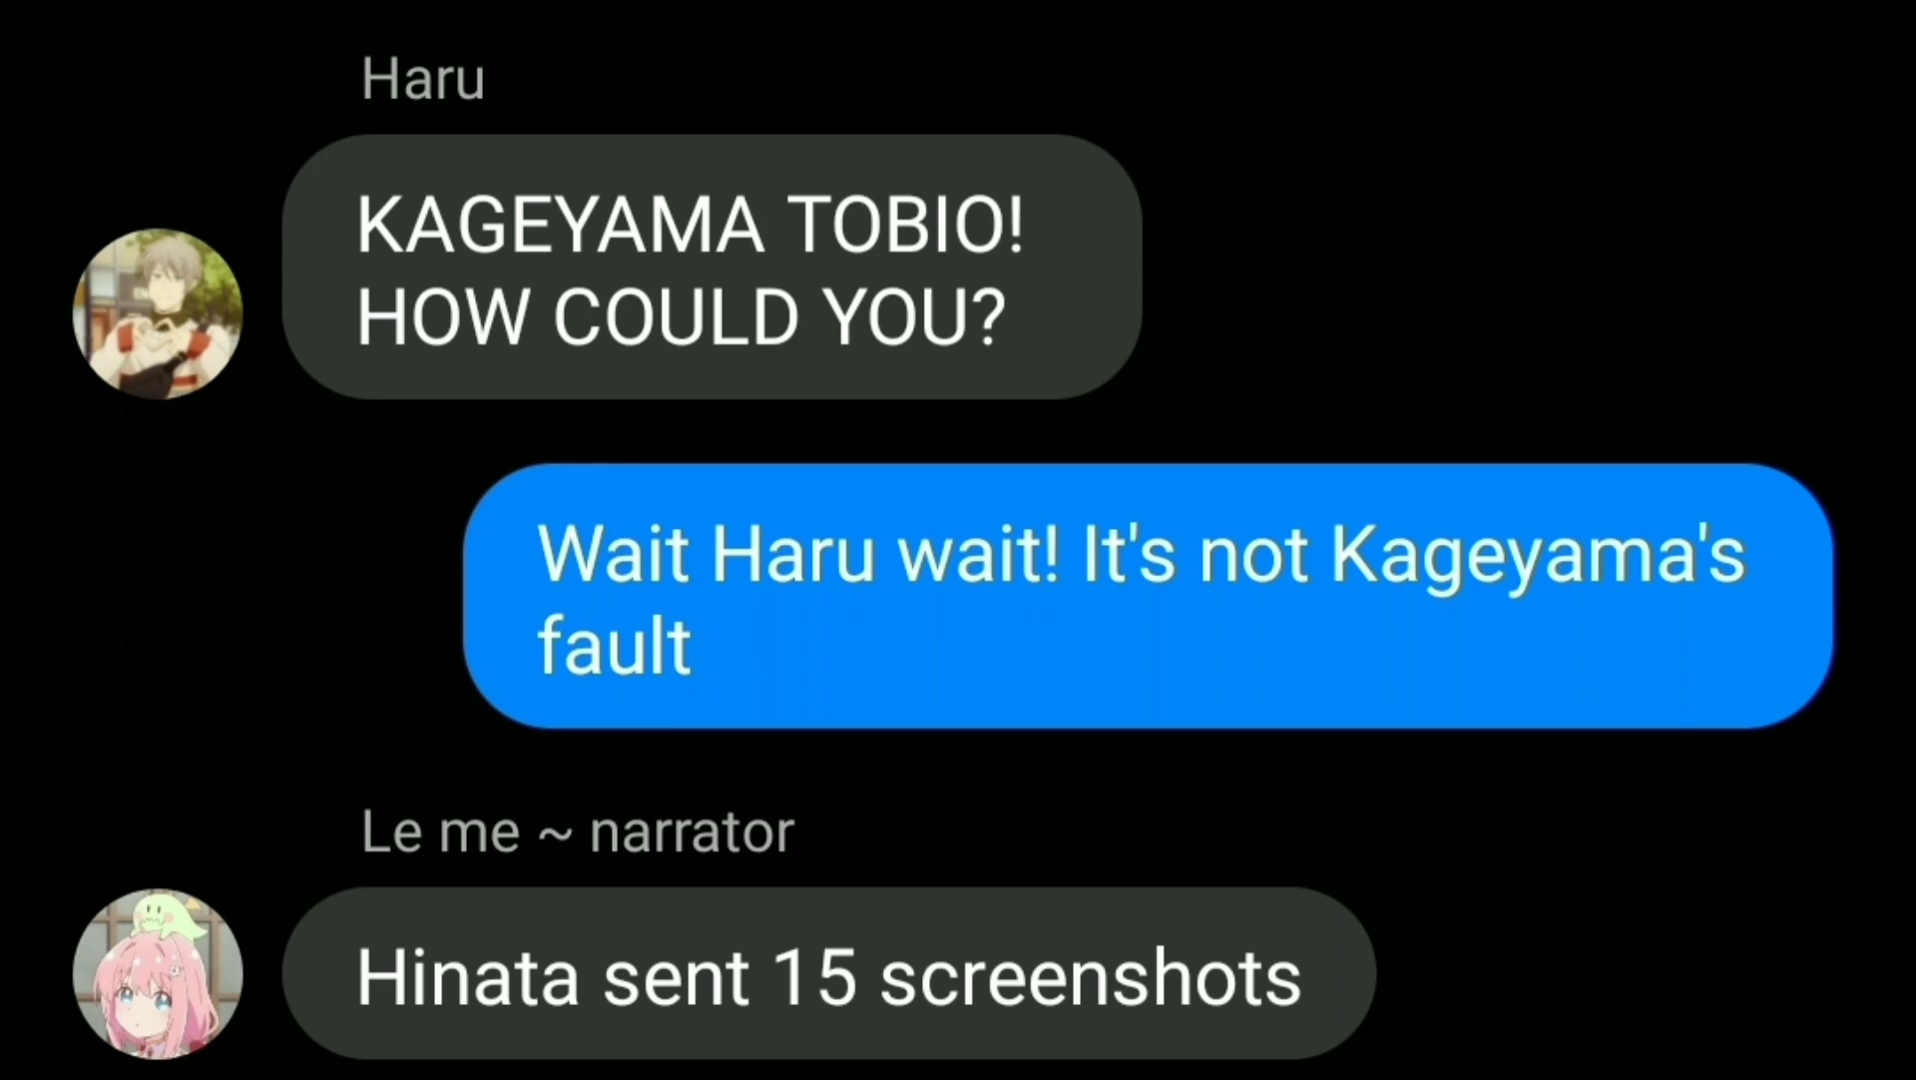 Haru
KAGEYAMA TOBIO!
HOW COULD YOU?
Wait Haru wait! It's not Kageyama's
fault
Le me ~ narrator
Hinata sent 15 screenshots